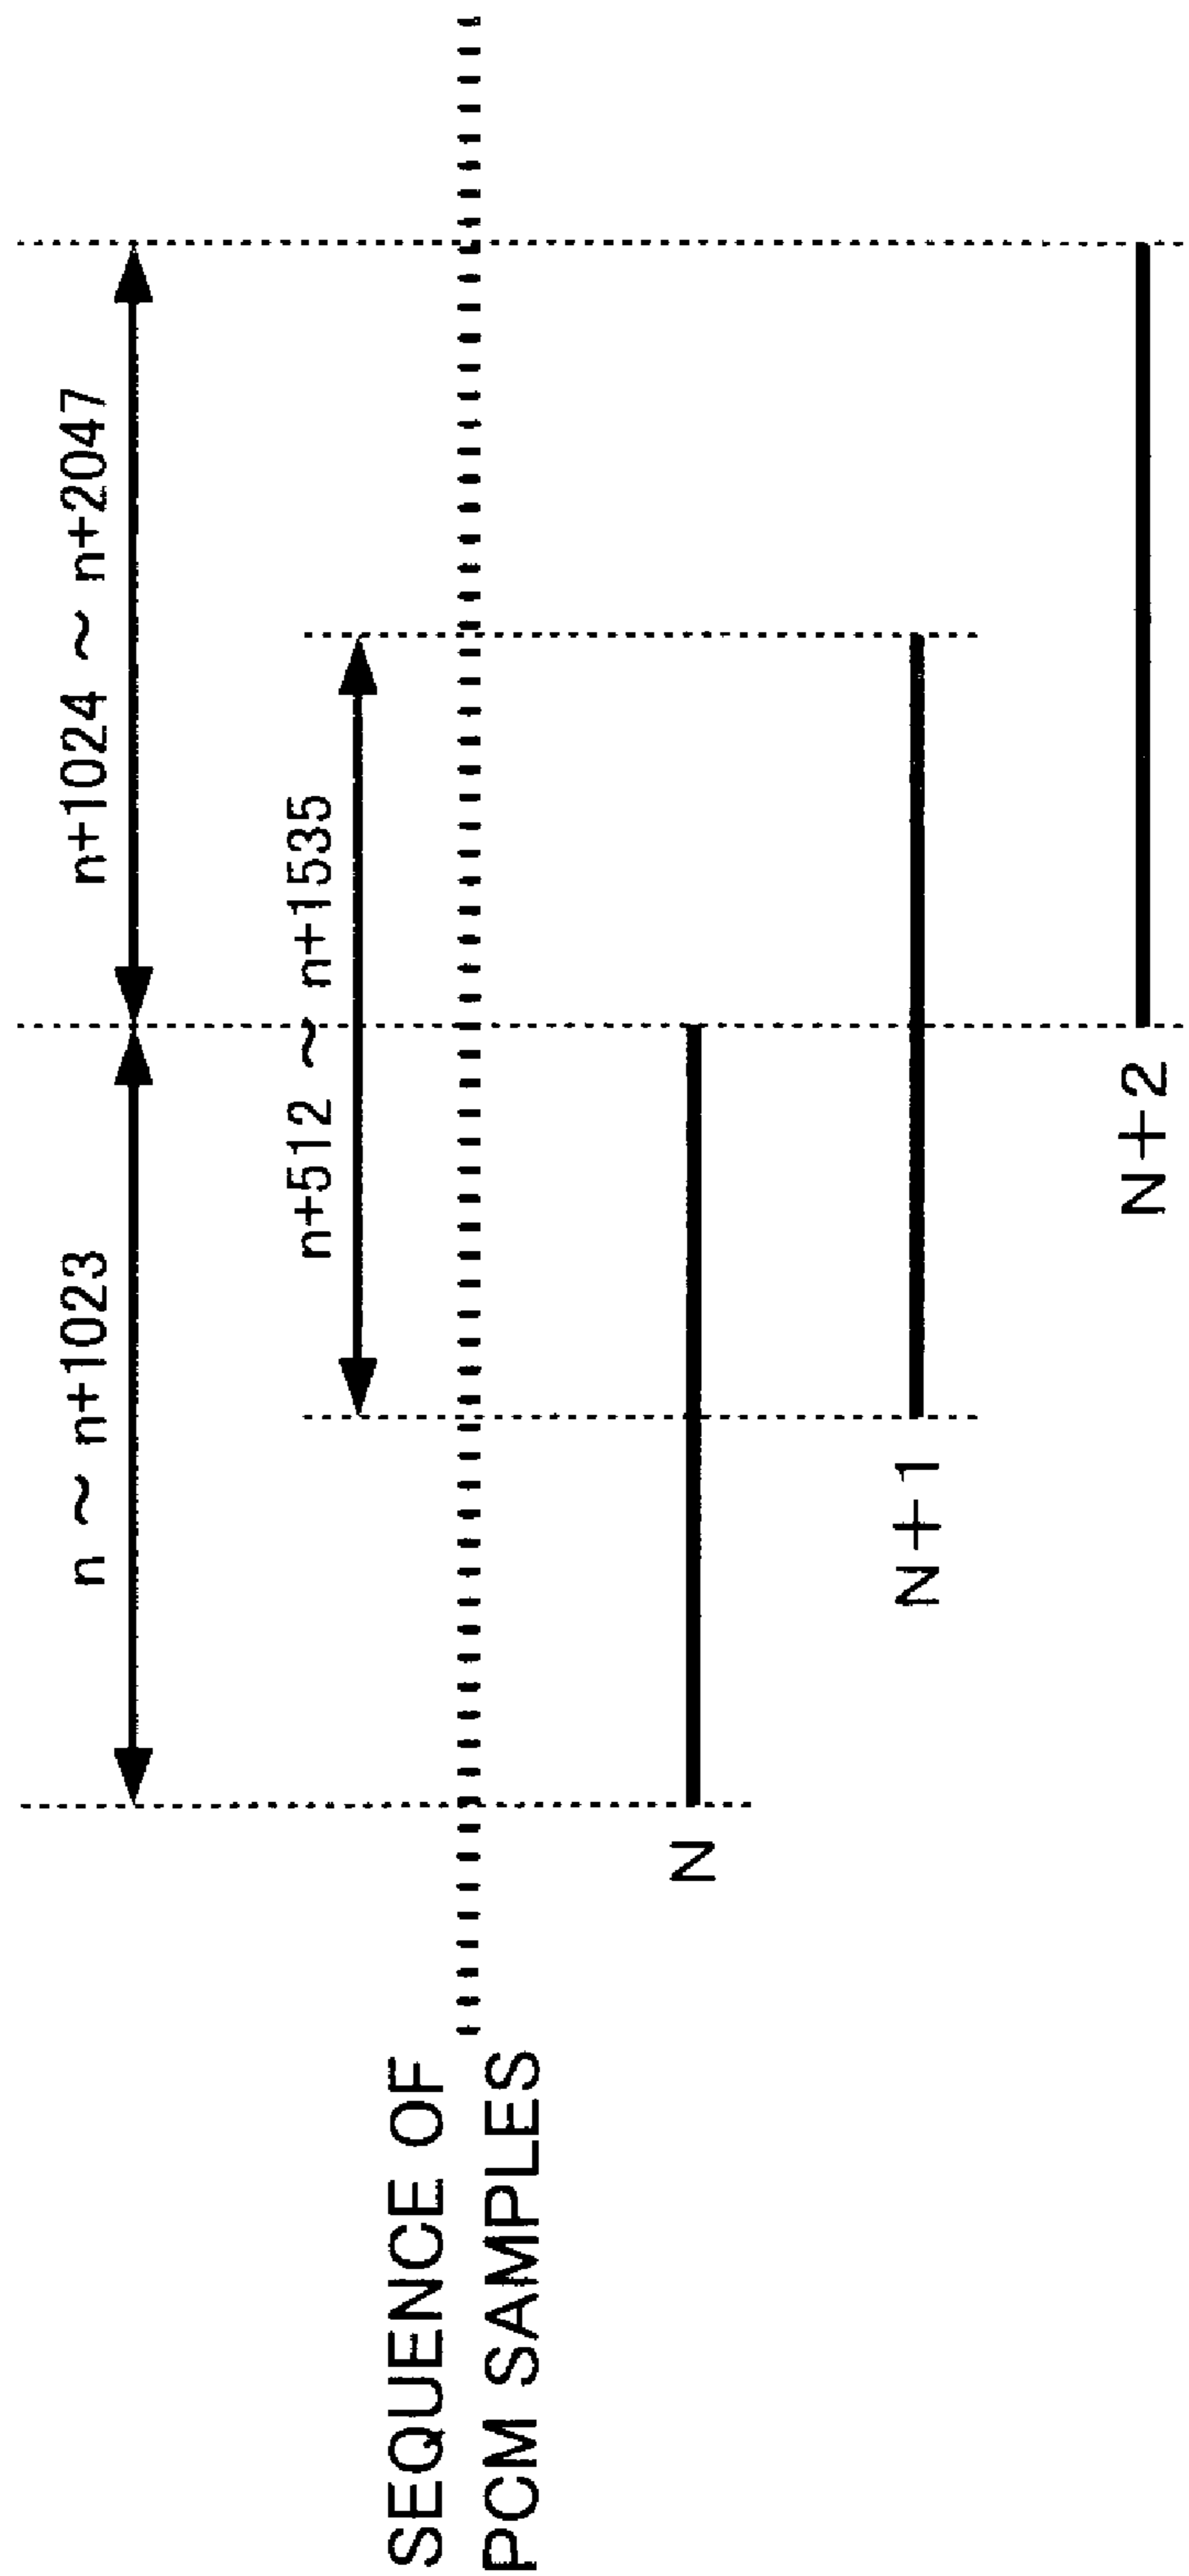 n ~ n+1023
n+1024 ~ n+2047
n+512 ~ n+1535
SEQUENCE OF
PCM SAMPLES
N
N+1
N+2